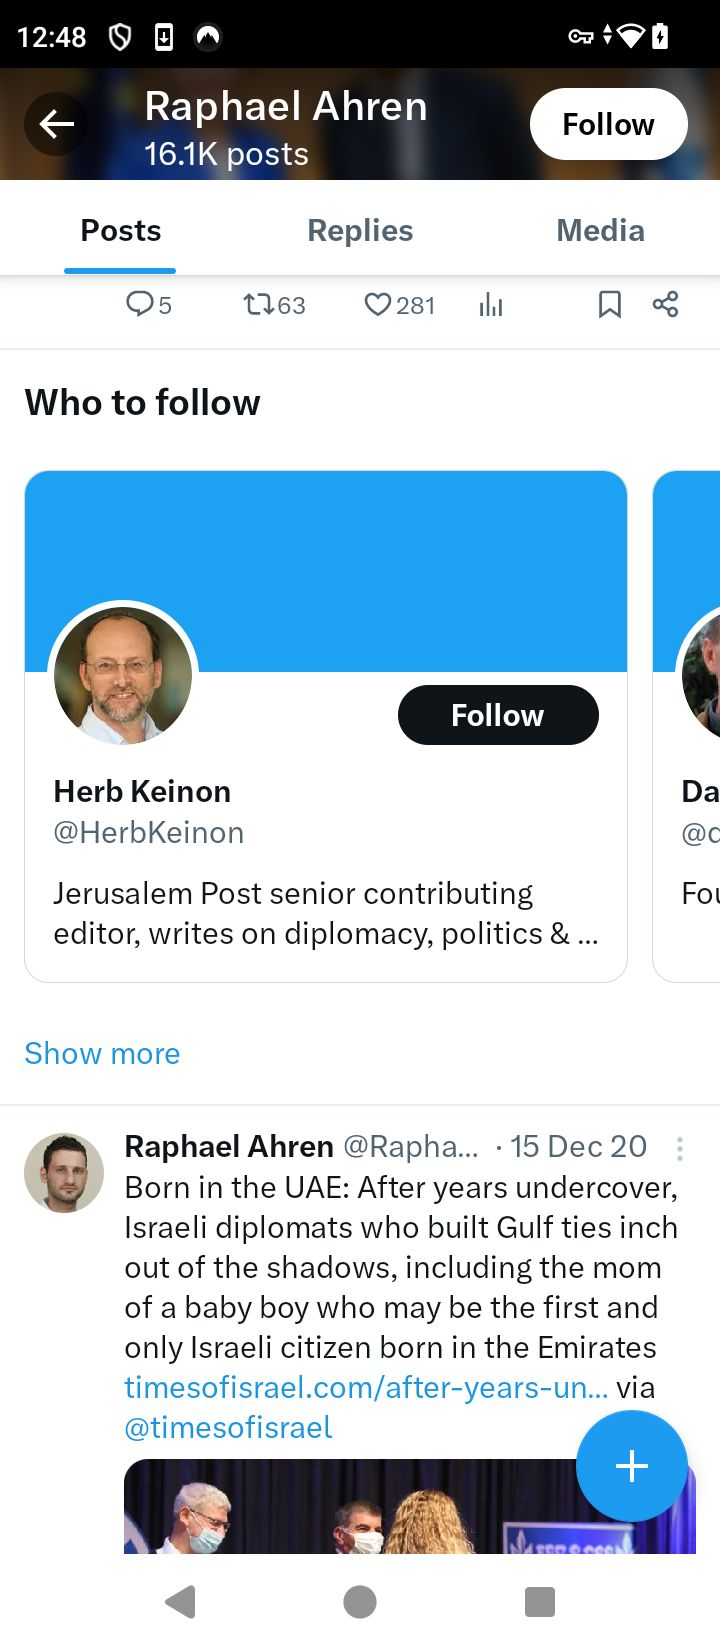 12:48
Raphael Ahren
16.1K posts
Follow
Posts
Replies
Media
5
63
281
Who to follow
Follow
Herb Keinon
@HerbKeinon
Jerusalem Post senior contributing
editor, writes on diplomacy, politics & ...
Da
Fou
Show more
Raphael Ahren @Rapha... · 15 Dec 20
Born in the UAE: After years undercover,
Israeli diplomats who built Gulf ties inch
out of the shadows, including the mom
of a baby boy who may be the first and
only Israeli citizen born in the Emirates
timesofisrael.com/after-years-un... via
@timesofisrael